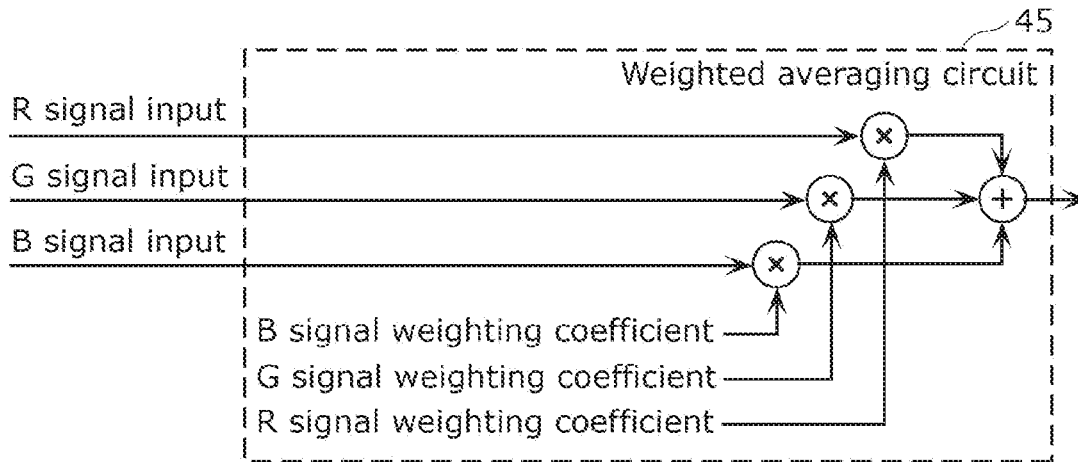 45
Weighted averaging circuit
R signal input
×
G signal input
×
+
B signal input
×
B signal weighting coefficient
G signal weighting coefficient
R signal weighting coefficient